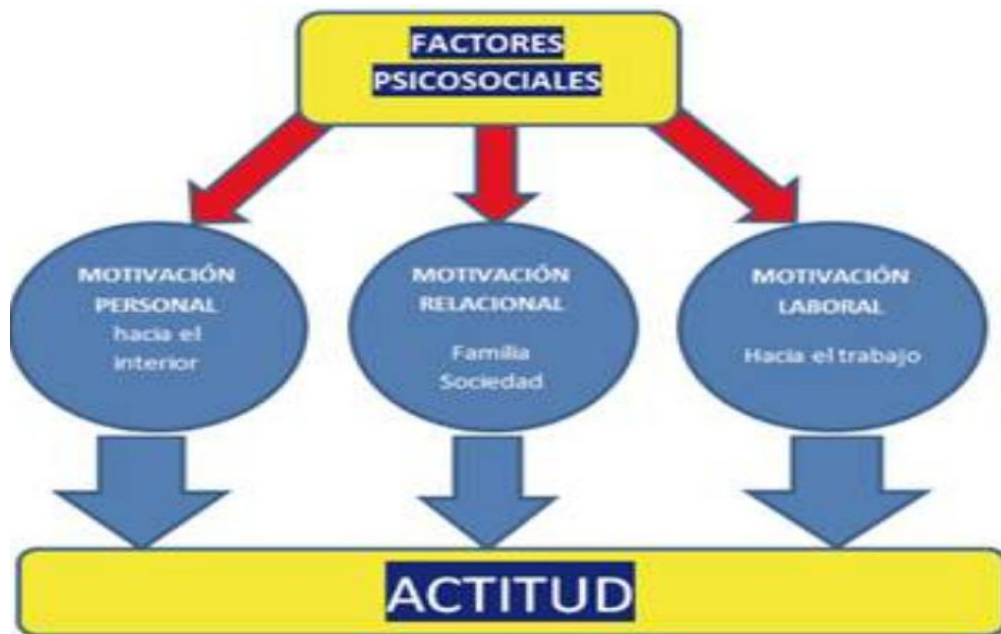 FACTORES
PSICOSOCIALES
MOTIVACIÓN
PERSONAL
hacia el
interior
MOTIVACIÓN
RELACIONAL
Familia
Sociedad
MOTIVACIÓN
LABORAL
Hacia el trabajo
ACTITUD